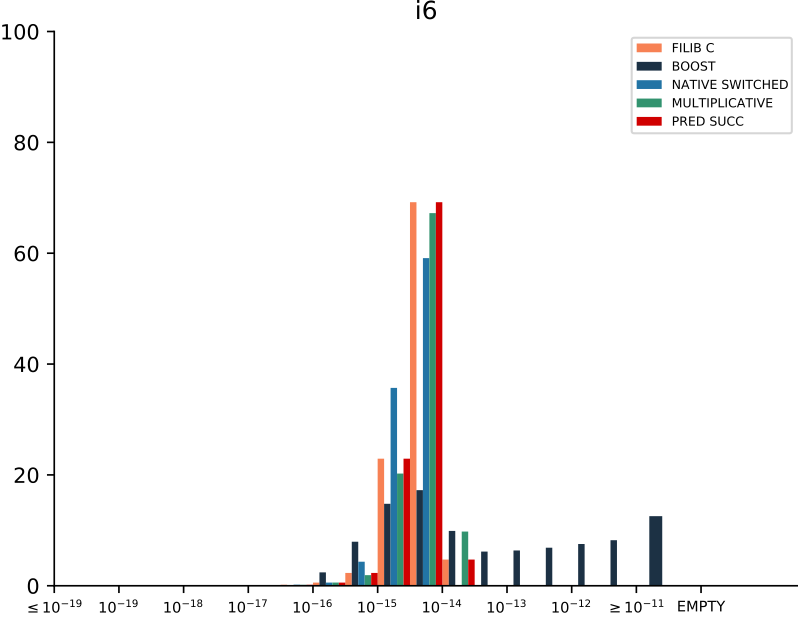 i6
100
80
60
40
20
0
FILIB C
BOOST
NATIVE SWITCHED
MULTIPLICATIVE
PRED SUCC
≤ 10⁻¹⁹ 10⁻¹⁹ 10⁻¹⁸ 10⁻¹⁷ 10⁻¹⁶ 10⁻¹⁵ 10⁻¹⁴ 10⁻¹³ 10⁻¹² ≥ 10⁻¹¹ EMPTY